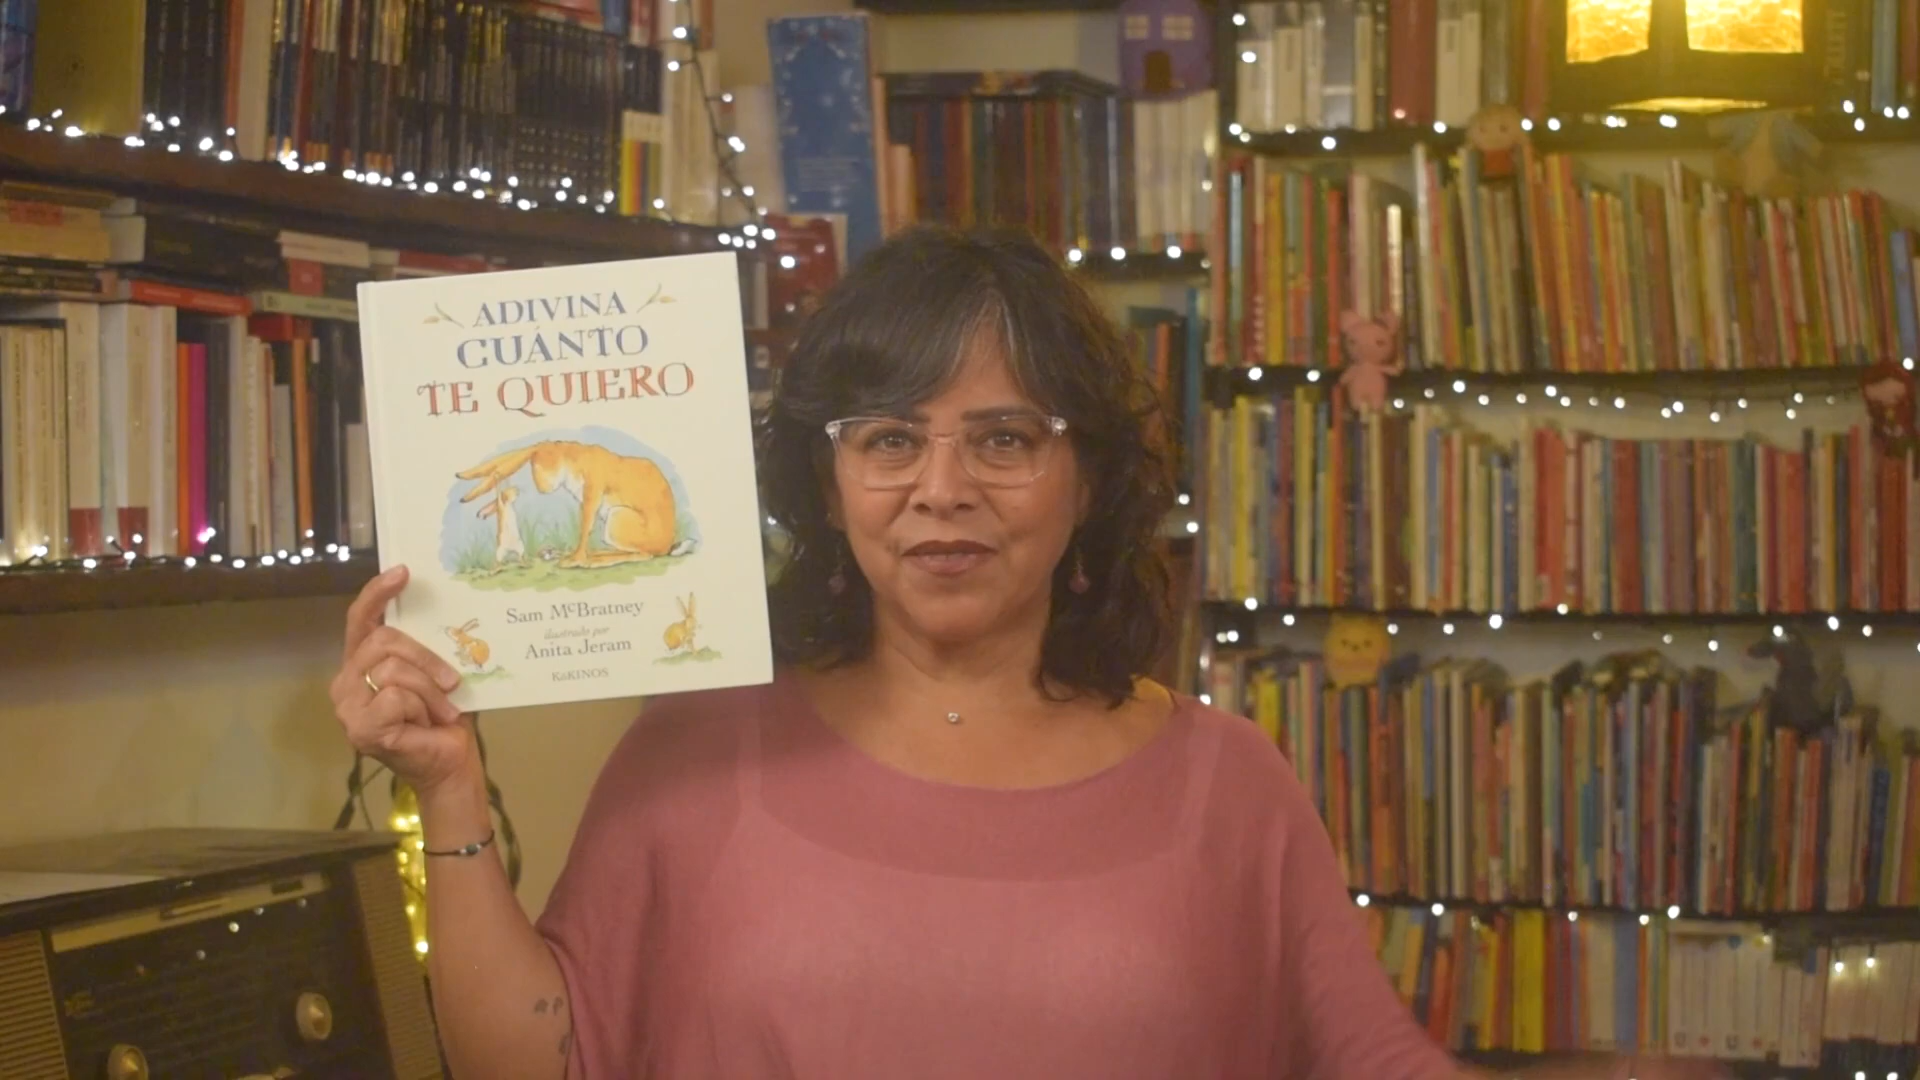 ADIVINA
CUÁNTO
TE QUIERO
Sam McBratney
ilustrado por
Anita Jeram
KÓKINOS